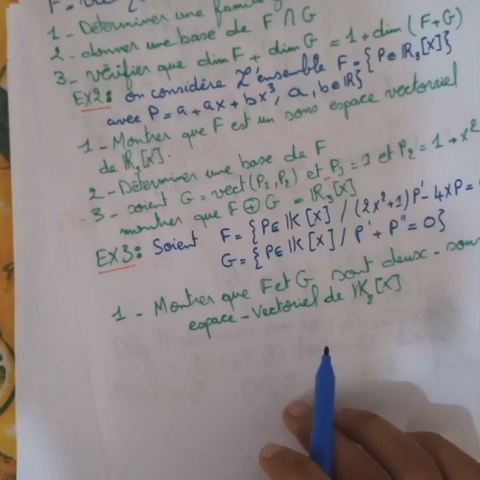 F = Vec
1 - Déterminer une famille
2 - donner une base de F ∩ G
3 - vérifier que dim F + dim G = 1 + dim (F+G)
EX2: on considère l'ensemble F = {P ∈ ℝ₃[X]
avec P = a + ax + bx³, a, b ∈ ℝ}
1 - Montrer que F est un sous espace vectoriel
de ℝ₃[X].
2 - Déterminer une base de F
3 - soient G = vect (P₁, P₂) et P₁ = 1 et P₂ = 1 + x²
montrer que F ⊕ G = ℝ₃[X]
EX3: Soient F = {P ∈ 𝕂[X] / (2x²+1)P' - 4XP =
G = {P ∈ 𝕂[X] / P' + P'' = 0}
1 - Montrer que F et G sont deux - sous
espace - vectoriel de 𝕂₂[X]